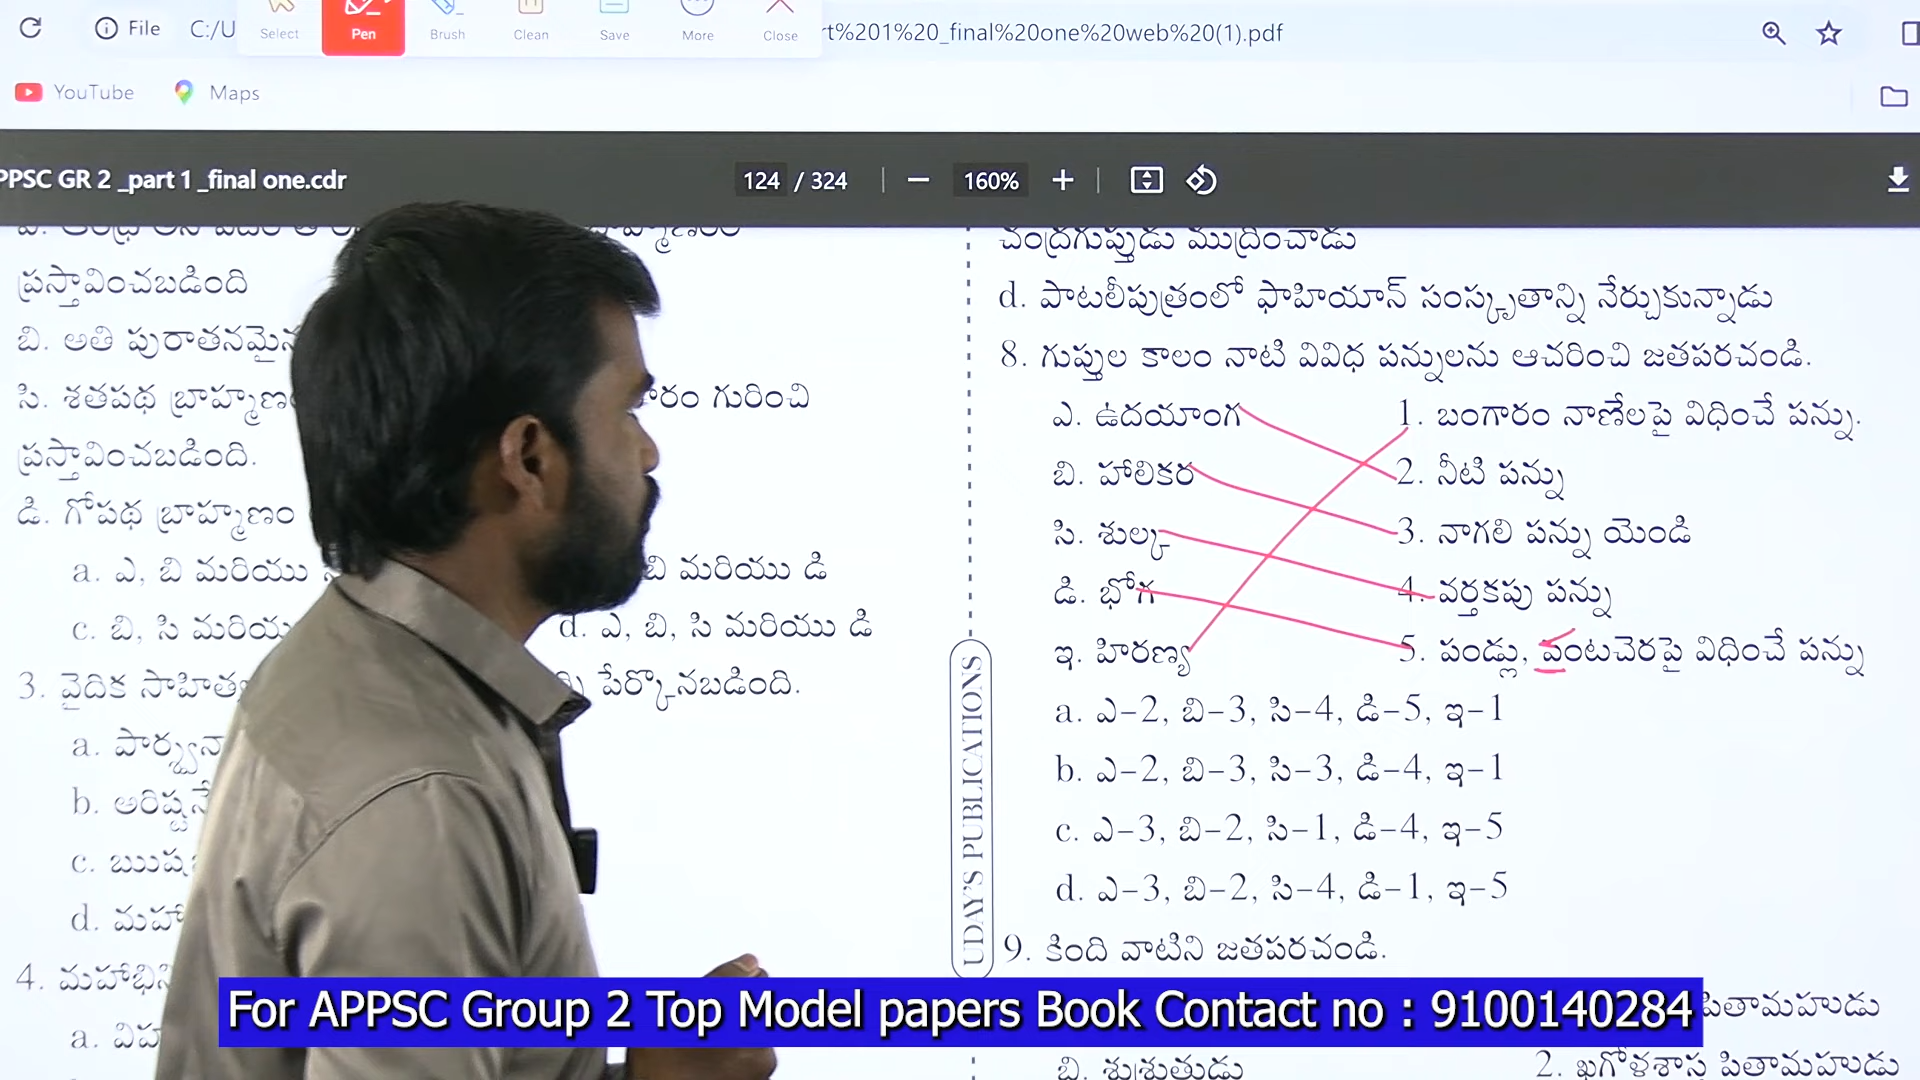 File C:/U
Select Pen Brush Clean Save More Close
rt%201%20_final%20one%20web%20(1).pdf
YouTube Maps
PPSC GR 2 _part 1 _final one.cdr
124 / 324
160%
ప్రస్తావించబడింది
బి. అతి పురాతనమైన
సి. శతపథ బ్రాహ్మణం
గురించి
ప్రస్తావించబడింది.
డి. గోపథ బ్రాహ్మణం
a. ఎ, బి మరియు
బి మరియు డి
c. బి, సి మరియు
d. ఎ, బి, సి మరియు డి
3. వైదిక
పేర్కొనబడింది.
a.
b.
c.
d.
4.
a.
UDAY'S PUBLICATIONS
చంద్రగుప్తుడు ముద్రించాడు
d. పాటలీపుత్రంలో ఫాహియాన్ సంస్కృతాన్ని నేర్చుకున్నాడు
8. గుప్తుల కాలం నాటి వివిధ పన్నులను ఆచరించి జతపరచండి.
ఎ. ఉదయాంగ 1. బంగారం నాణేలపై విధించే పన్ను.
బి. హాలికర 2. నీటి పన్ను
సి. శుల్క 3. నాగలి పన్ను యెండి
డి. భోగ 4. వర్తకపు పన్ను
ఇ. హిరణ్య 5. పండ్లు, వంటచెరపై విధించే పన్ను
a. ఎ-2, బి-3, సి-4, డి-5, ఇ-1
b. ఎ-2, బి-3, సి-3, డి-4, ఇ-1
c. ఎ-3, బి-2, సి-1, డి-4, ఇ-5
d. ఎ-3, బి-2, సి-4, డి-1, ఇ-5
9. కింది వాటిని జతపరచండి.
పితామహుడు
బి. శుశ్రుతుడు 2. ఖగోళశాస్త్ర పితామహుడు
For APPSC Group 2 Top Model papers Book Contact no : 9100140284